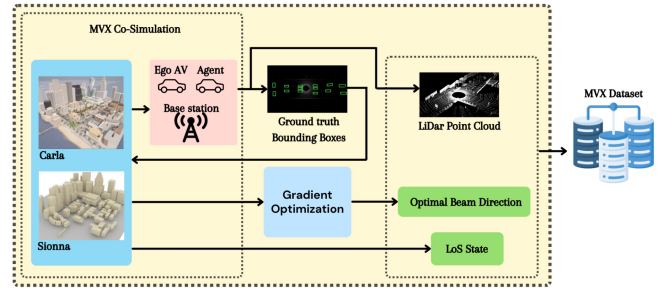 MVX Co-Simulation
Ego AV
Agent
Base station
Carla
Sionna
Ground truth
Bounding Boxes
Gradient
Optimization
LiDar Point Cloud
Optimal Beam Direction
LoS State
MVX Dataset